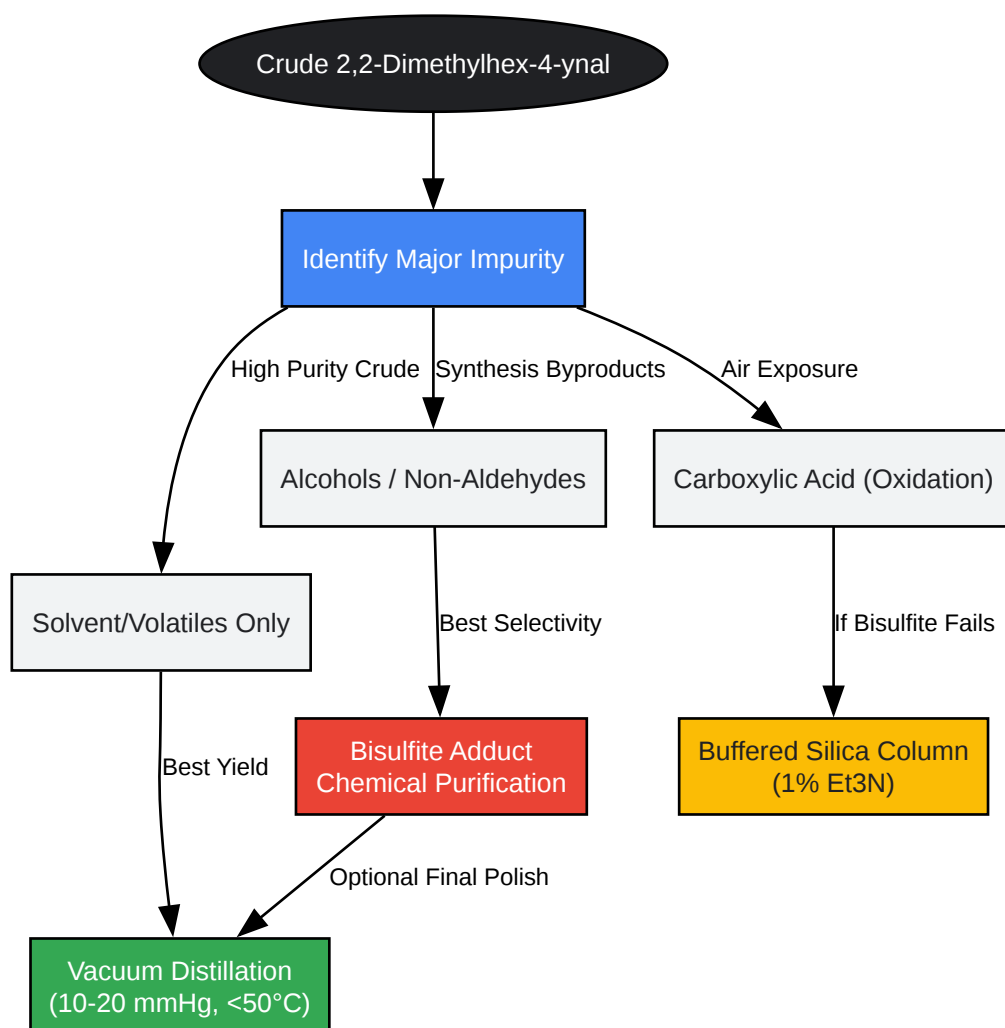 Crude 2,2-Dimethylhex-4-ynal
Identify Major Impurity
High Purity Crude
Synthesis Byproducts
Air Exposure
Alcohols / Non-Aldehydes
Carboxylic Acid (Oxidation)
Solvent/Volatiles Only
Best Selectivity
If Bisulfite Fails
Best Yield
Bisulfite Adduct
Chemical Purification
Buffered Silica Column
(1% Et3N)
Optional Final Polish
Vacuum Distillation
(10-20 mmHg, <50°C)